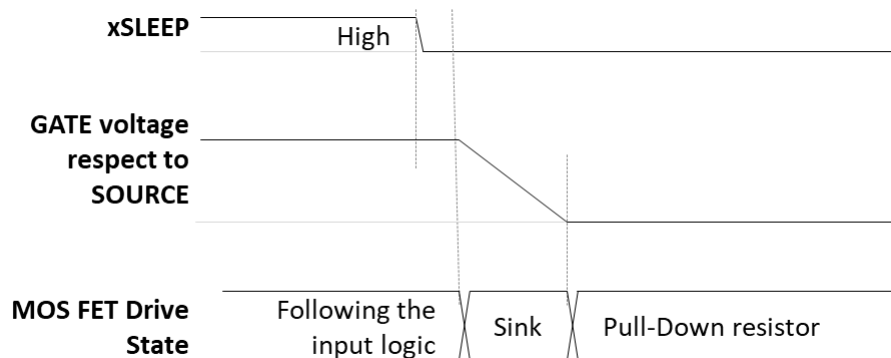 xSLEEP
High
GATE voltage
respect to
SOURCE
MOS FET Drive
State
Following the
input logic
Sink
Pull-Down resistor